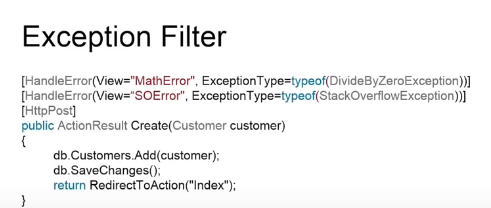 Exception Filter
[HandleError(View="MathError", ExceptionType=typeof(DivideByZeroException))]
[HandleError(View="SOError", ExceptionType=typeof(StackOverflowException))]
[HttpPost]
public ActionResult Create(Customer customer)
{
db.Customers.Add(customer);
db.SaveChanges();
return RedirectToAction("Index");
}